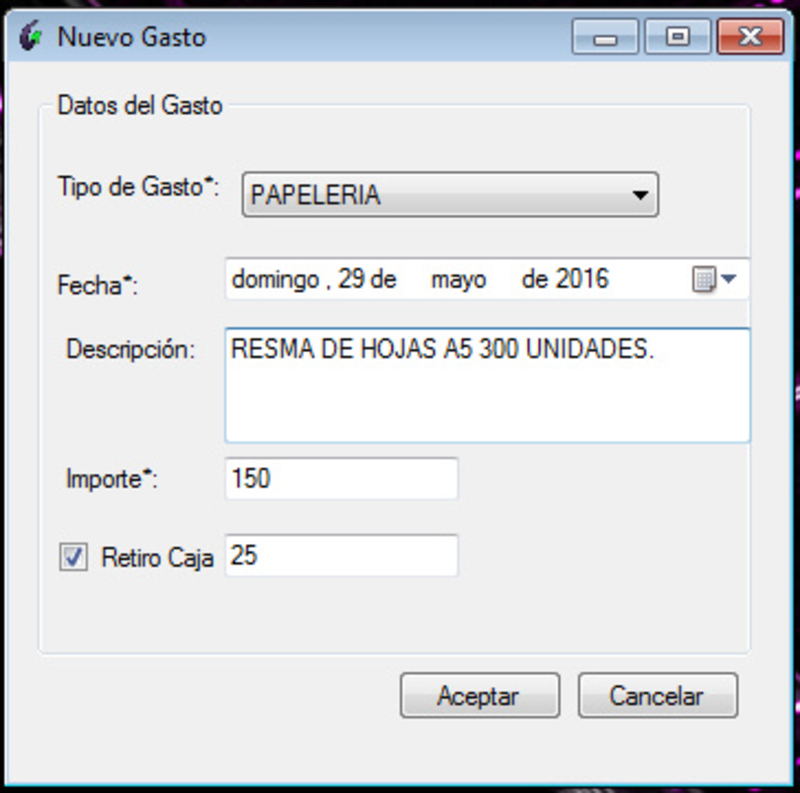 Nuevo Gasto
Datos del Gasto
Tipo de Gasto*: PAPELERIA
Fecha*: domingo , 29 de mayo de 2016
Descripción: RESMA DE HOJAS A5 300 UNIDADES.
Importe*: 150
Retiro Caja 25
Aceptar Cancelar